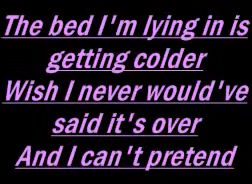 The bed I'm lying in is
getting colder
Wish I never would've
said it's over
And I can't pretend